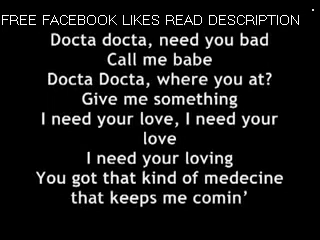 FREE FACEBOOK LIKES READ DESCRIPTION
Docta docta, need you bad
Call me babe
Docta Docta, where you at?
Give me something
I need your love, I need your
love
I need your loving
You got that kind of medecine
that keeps me comin’